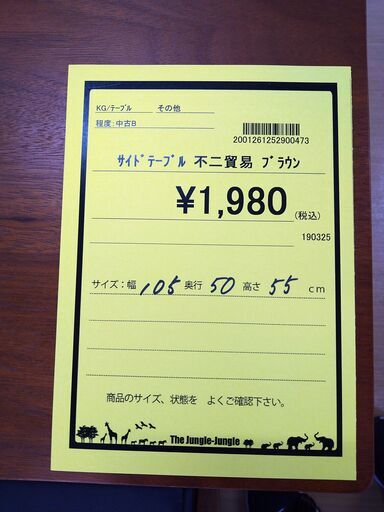 KG/テーブル その他
程度:中古B
2001261252900473
ｻｲﾄﾞﾃｰﾌﾞﾙ 不二貿易 ﾌﾞﾗｳﾝ
¥1,980(税込)
190325
サイズ:幅 105 奥行 50 高さ 55 cm
商品のサイズ、状態を よくご確認下さい。
The Jungle-Jungle